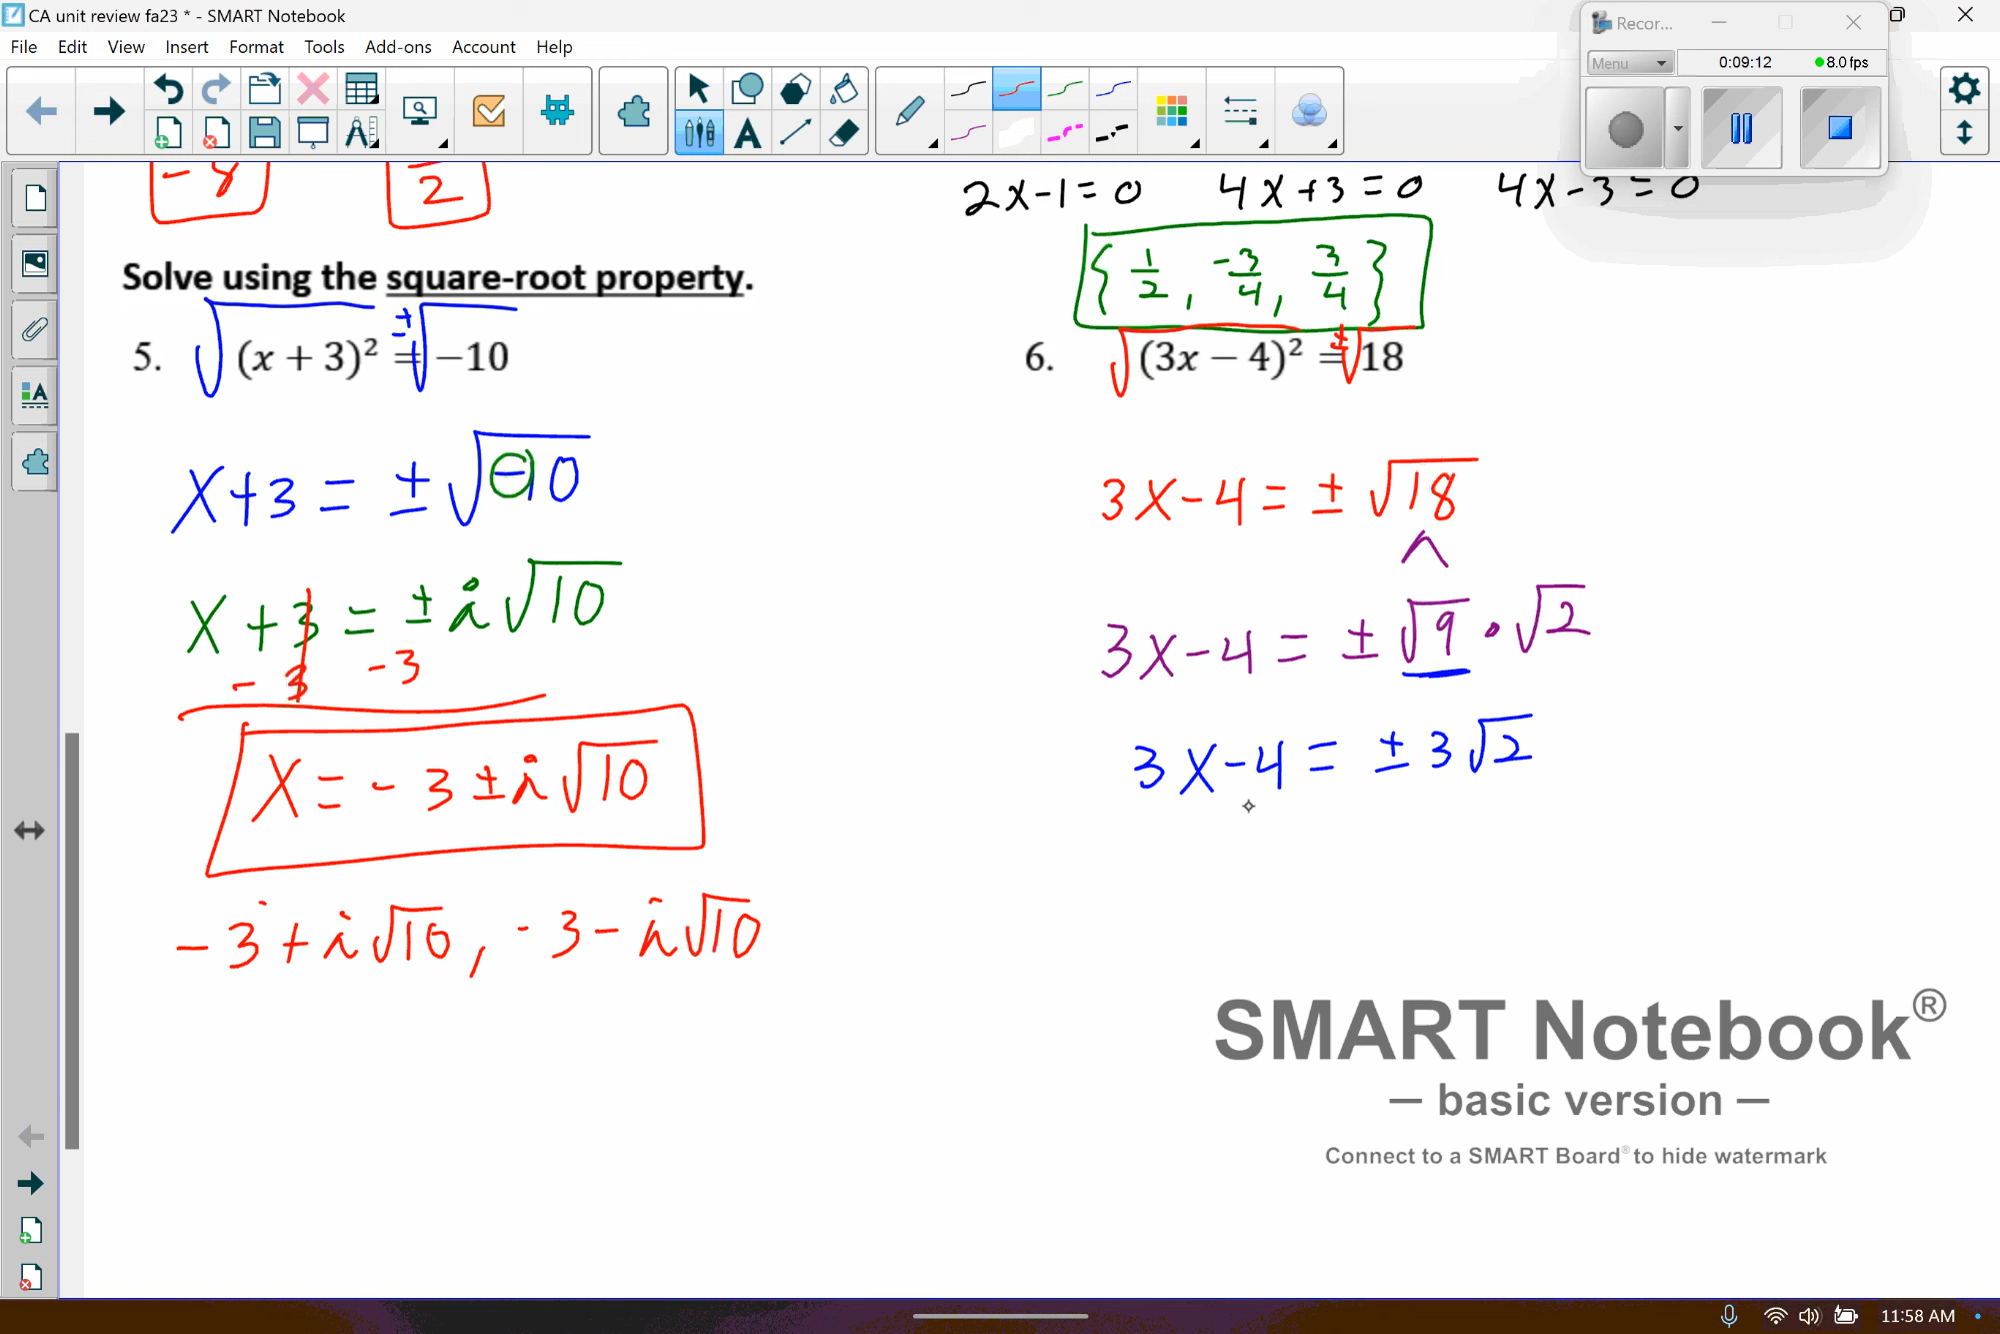 CA unit review fa23 * - SMART Notebook
File Edit View Insert Format Tools Add-ons Account Help
Recor...
Menu 0:09:12 8.0 fps
-8 2
2x-1=0 4x+3=0 4x-3=0
{ 1/2, -3/4, 3/4 }
Solve using the square-root property.
5. √(x + 3)² = ±√−10
x+3 = ±√-10
x+3 = ±i√10
-3 -3
x = -3 ± i√10
-3+i√10, -3-i√10
6. √(3x − 4)² = ±√18
3x-4 = ±√18
3x-4 = ±√9 • √2
3x-4 = ±3√2
SMART Notebook®
— basic version —
Connect to a SMART Board® to hide watermark
11:58 AM